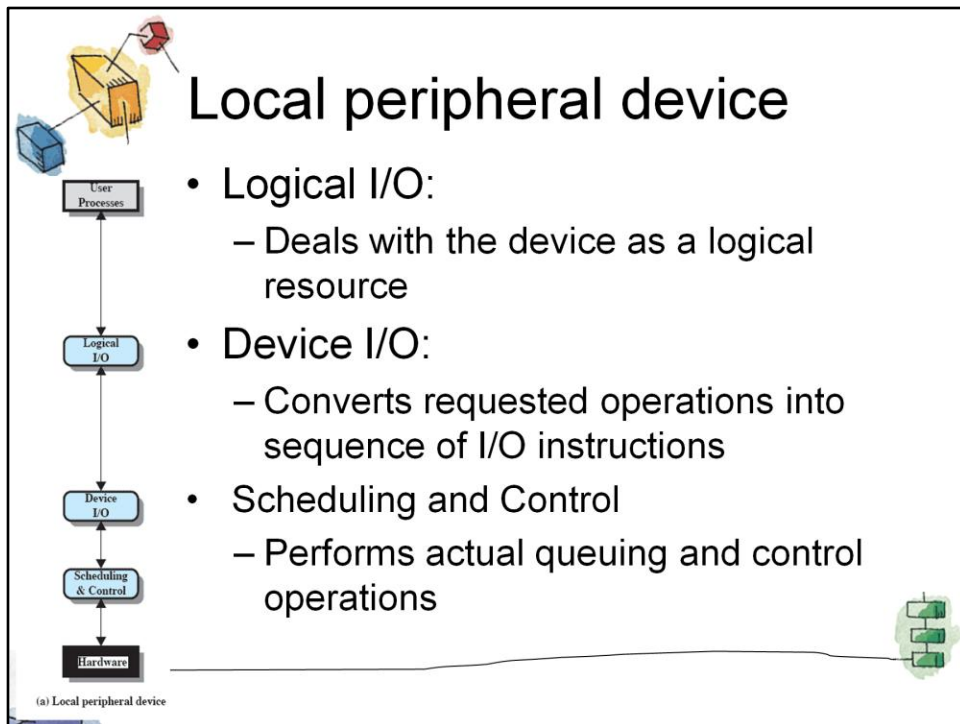 Local peripheral device
User
Processes
Logical
I/O
Device
I/O
Scheduling
& Control
Hardware
(a) Local peripheral device
• Logical I/O:
– Deals with the device as a logical
resource
• Device I/O:
– Converts requested operations into
sequence of I/O instructions
• Scheduling and Control
– Performs actual queuing and control
operations